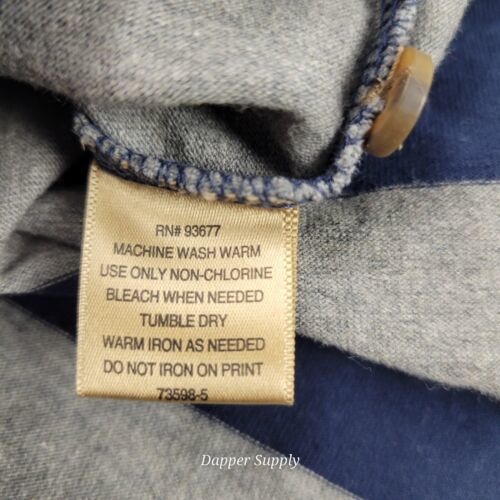 RN# 93677
MACHINE WASH WARM
USE ONLY NON-CHLORINE
BLEACH WHEN NEEDED
TUMBLE DRY
WARM IRON AS NEEDED
DO NOT IRON ON PRINT
73598-5
Dapper Supply